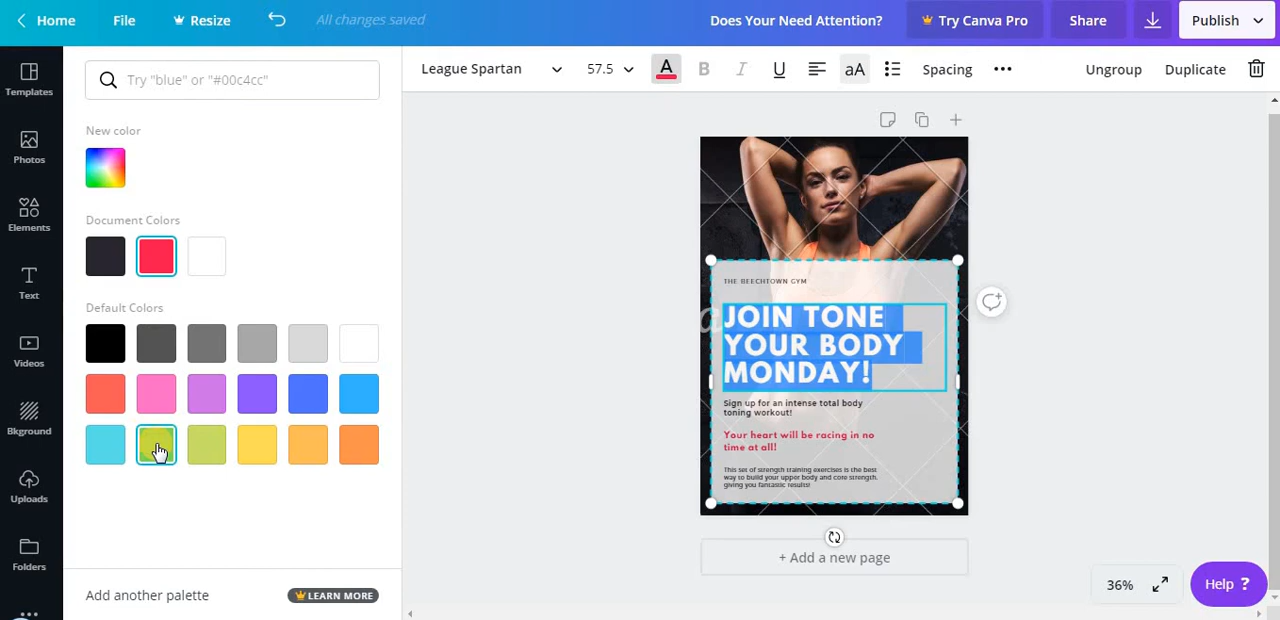 Home
File
Resize
All changes saved
Does Your Need Attention?
Try Canva Pro
Share
Publish
Templates
Photos
Elements
Text
Videos
Bkground
Uploads
Folders
Try "blue" or "#00c4cc"
New color
Document Colors
Default Colors
Add another palette
LEARN MORE
League Spartan
57.5
A
B
I
U
aA
Spacing
Ungroup
Duplicate
THE BEECHTOWN GYM
JOIN TONE
YOUR BODY
MONDAY!
Sign up for an intense total body
toning workout!
Your heart will be racing in no
time at all!
This set of strength training exercises is the best
way to build your upper body and core strength,
giving you fantastic results!
+ Add a new page
36%
Help ?